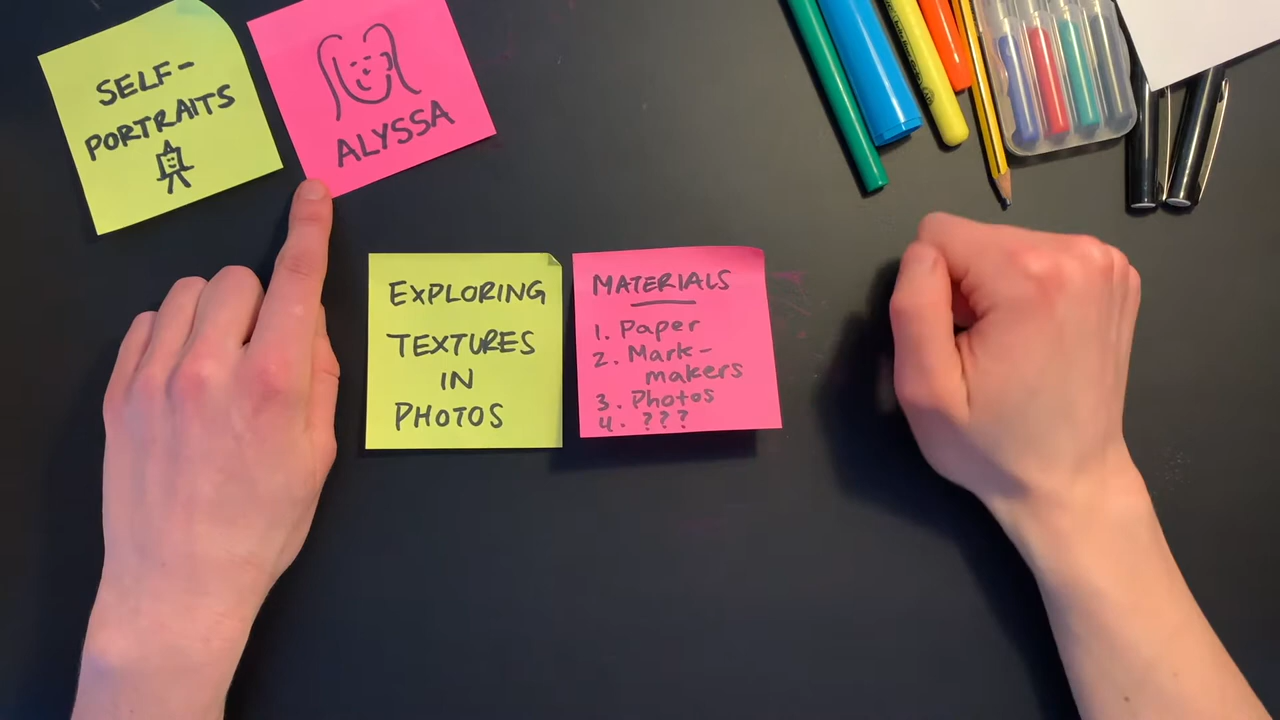 SELF-
PORTRAITS
ALYSSA
EXPLORING
TEXTURES
IN
PHOTOS
MATERIALS
1. Paper
2. Mark-
makers
3. Photos
4. ???